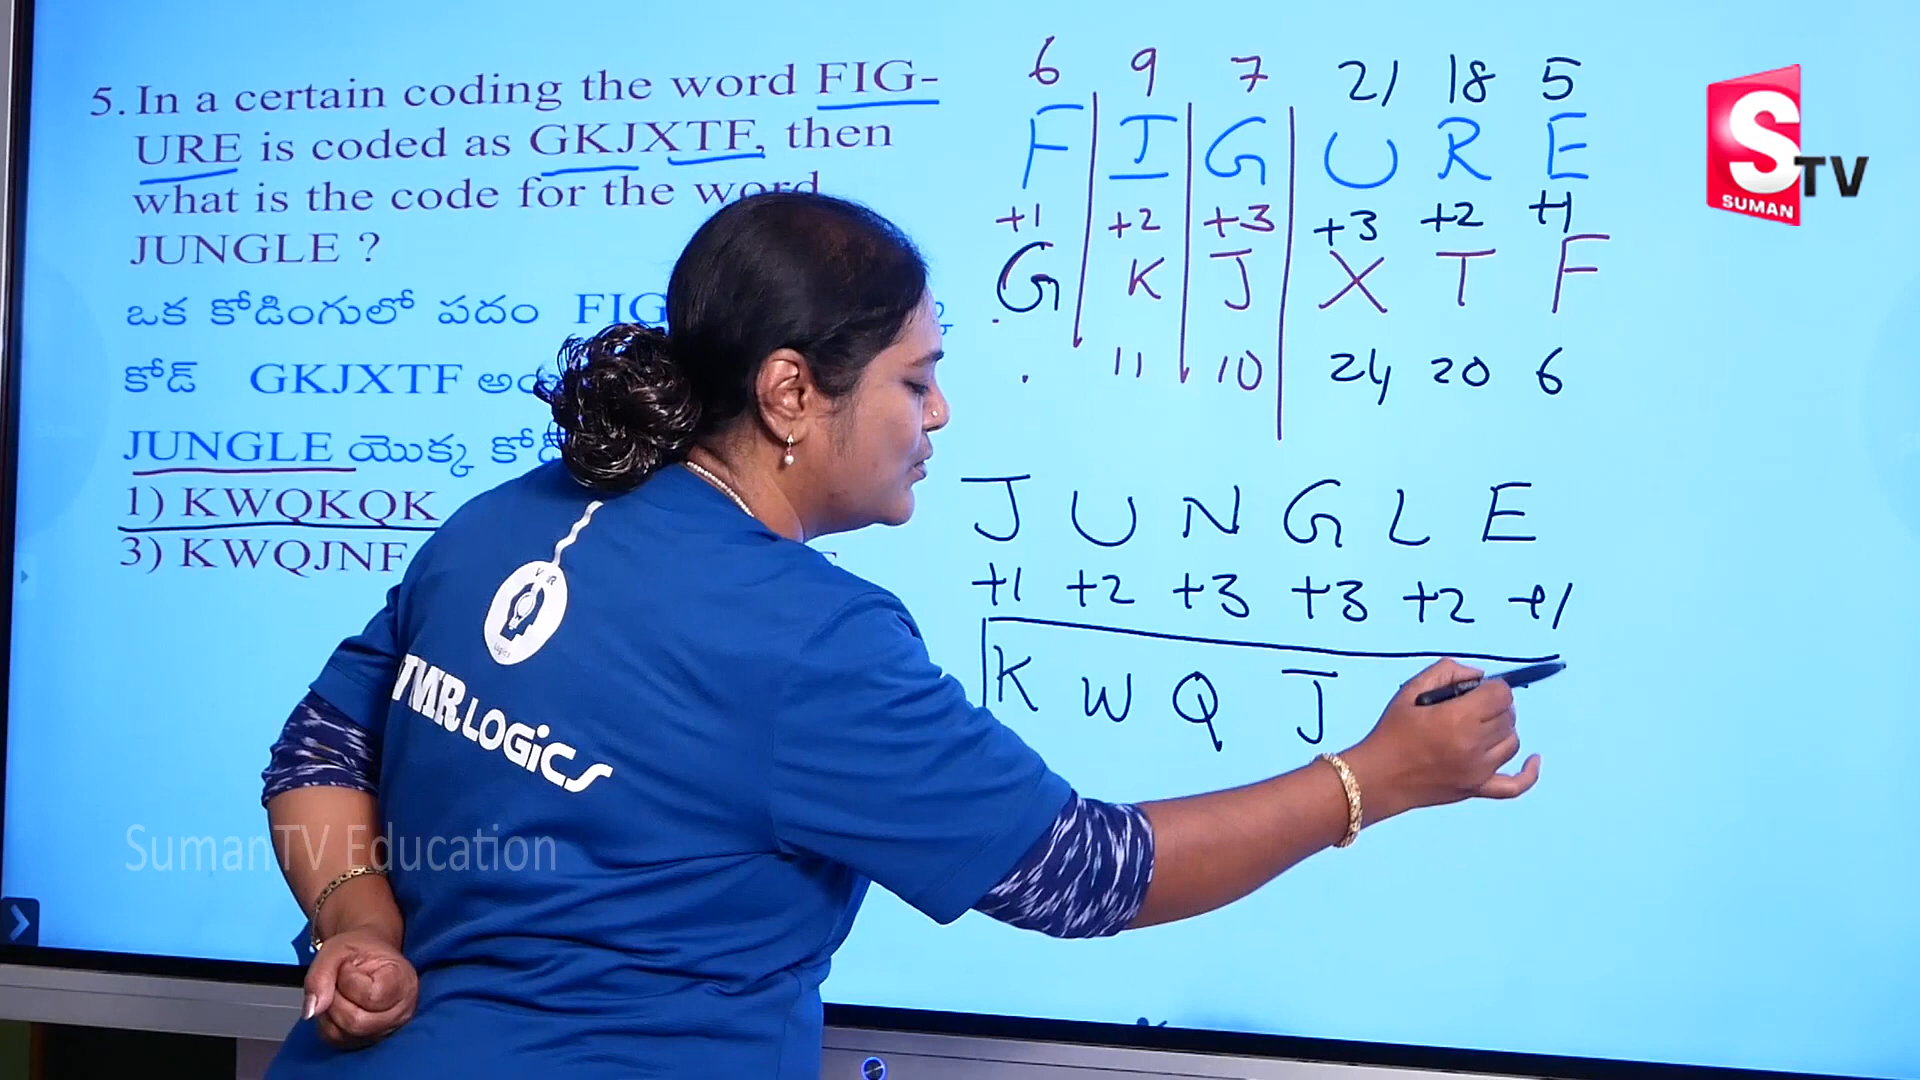 5. In a certain coding the word FIG-
URE is coded as GKJXTF, then
what is the code for the word
JUNGLE ?
ఒక కోడింగులో పదం FIG
కోడ్ GKJXTF
JUNGLE యొక్క కోడ్
1) KWQKQK
3) KWQJNF
6 9 7 21 18 5
F I G U R E
+1 +2 +3 +3 +2 +1
G K J X T F
11 10 24 20 6
J U N G L E
+1 +2 +3 +3 +2 +1
K W Q J
S TV
SUMAN
VMR
Logics
VMR LOGiCS
SumanTV Education